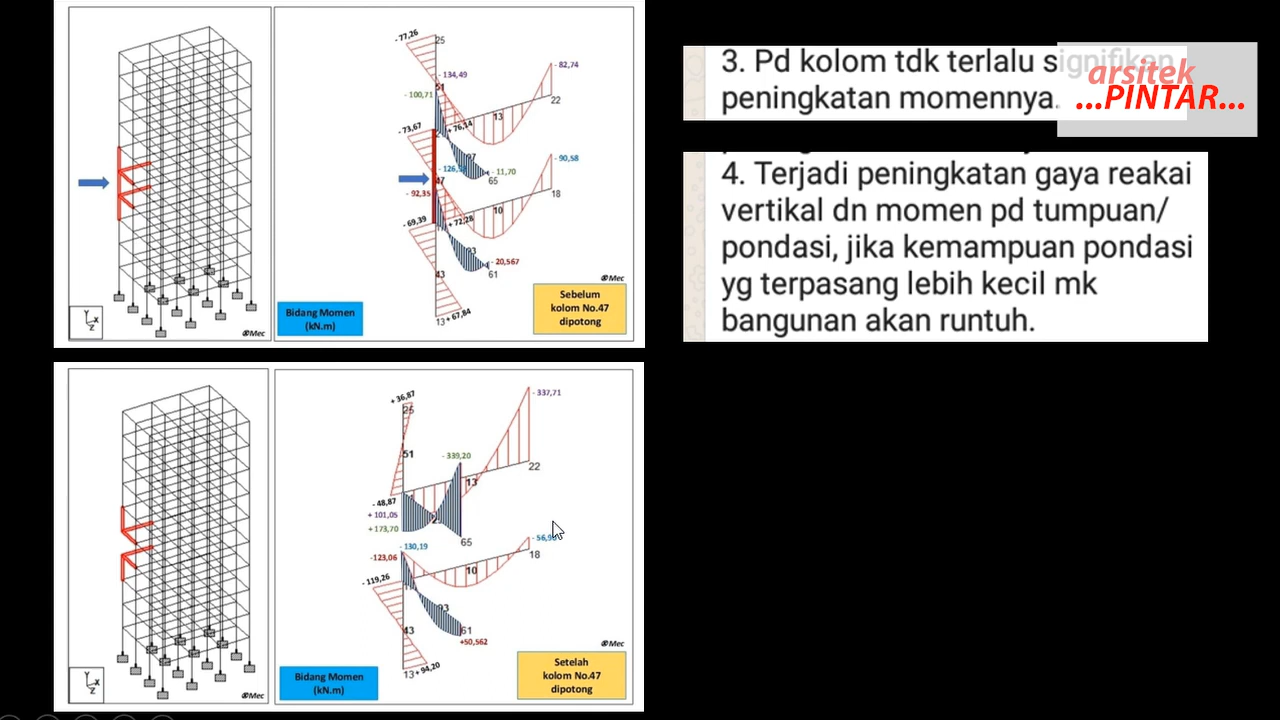 - 77,26
25
- 134,49
51
- 100,71
- 82,74
22
13
- 73,67
+ 76,14
- 11,70
65
- 126,
47
- 92,35
- 90,58
18
10
- 69,39
+ 72,28
- 20,567
61
43
13 + 67,84
Y
X
Z
®Mec
Bidang Momen
(kN.m)
®Mec
Sebelum
kolom No.47
dipotong
+ 36,87
25
51
- 337,71
22
- 339,20
13
- 48,87
+ 101,05
+ 173,70
65
- 130,19
-123,06
- 119,26
- 56,9
18
10
61
+50,562
43
13 + 94,20
Y
X
Z
®Mec
Bidang Momen
(kN.m)
®Mec
Setelah
kolom No.47
dipotong
3. Pd kolom tdk terlalu signifikan
peningkatan momennya.
arsitek
...PINTAR...
4. Terjadi peningkatan gaya reakai
vertikal dn momen pd tumpuan/
pondasi, jika kemampuan pondasi
yg terpasang lebih kecil mk
bangunan akan runtuh.